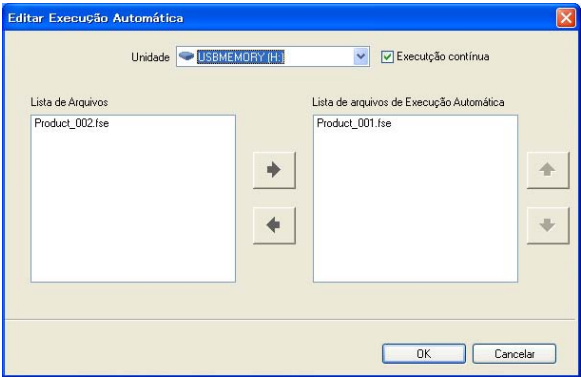 Editar Execução Automática
Unidade USBMEMORY (H:) Executção contínua
Lista de Arquivos Lista de arquivos de Execução Automática
Product_002.fse Product_001.fse
OK Cancelar